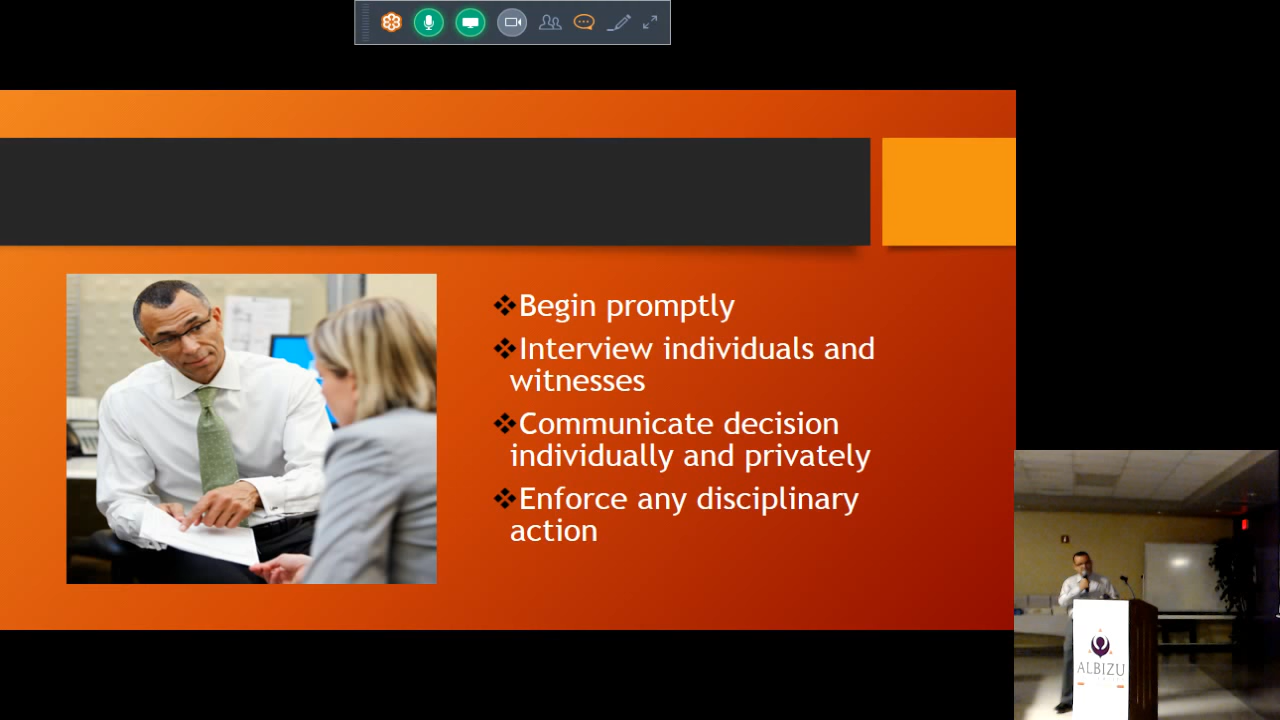 ❖Begin promptly
❖Interview individuals and
witnesses
❖Communicate decision
individually and privately
❖Enforce any disciplinary
action
ALBIZU